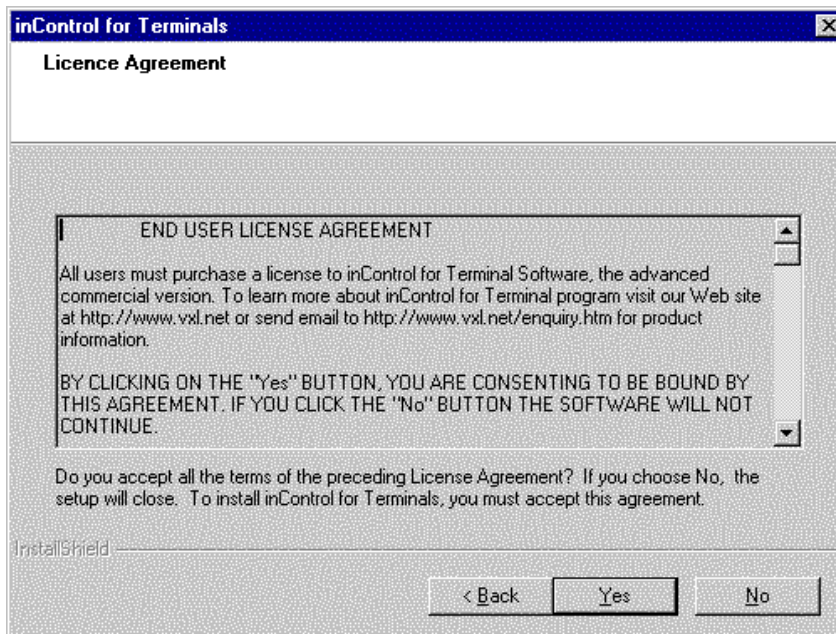 inControl for Terminals
Licence Agreement
END USER LICENSE AGREEMENT
All users must purchase a license to inControl for Terminal Software, the advanced
commercial version. To learn more about inControl for Terminal program visit our Web site
at http://www.vxl.net or send email to http://www.vxl.net/enquiry.htm for product
information.
BY CLICKING ON THE "Yes" BUTTON, YOU ARE CONSENTING TO BE BOUND BY
THIS AGREEMENT. IF YOU CLICK THE "No" BUTTON THE SOFTWARE WILL NOT
CONTINUE.
Do you accept all the terms of the preceding License Agreement? If you choose No, the
setup will close. To install inControl for Terminals, you must accept this agreement.
InstallShield
< Back Yes No